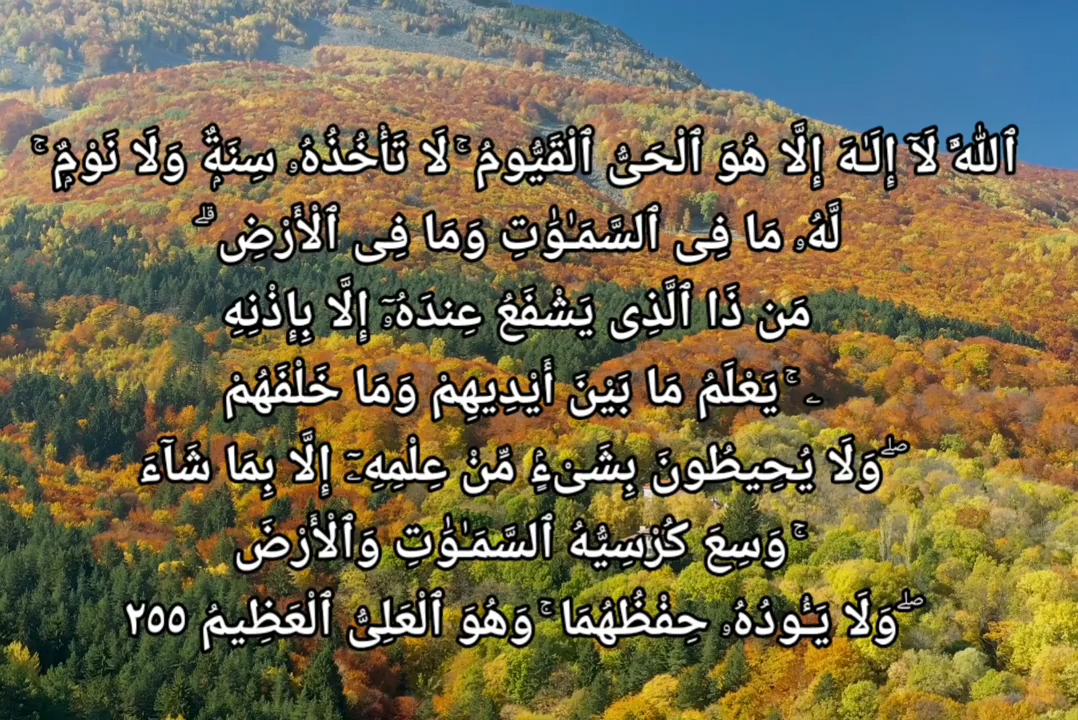 ٱللَّهُ لَآ إِلَـٰهَ إِلَّا هُوَ ٱلْحَىُّ ٱلْقَيُّومُ ۚ لَا تَأْخُذُهُۥ سِنَةٌۭ وَلَا نَوْمٌۭ ۚ
لَّهُۥ مَا فِى ٱلسَّمَـٰوَٰتِ وَمَا فِى ٱلْأَرْضِ ۗ
مَن ذَا ٱلَّذِى يَشْفَعُ عِندَهُۥٓ إِلَّا بِإِذْنِهِ
ۦ ۚ يَعْلَمُ مَا بَيْنَ أَيْدِيهِمْ وَمَا خَلْفَهُمْ
ۖ وَلَا يُحِيطُونَ بِشَىْءٍۢ مِّنْ عِلْمِهِۦٓ إِلَّا بِمَا شَآءَ
ۚ وَسِعَ كُرْسِيُّهُ ٱلسَّمَـٰوَٰتِ وَٱلْأَرْضَ
ۖ وَلَا يَـُٔودُهُۥ حِفْظُهُمَا ۚ وَهُوَ ٱلْعَلِىُّ ٱلْعَظِيمُ ٢٥٥